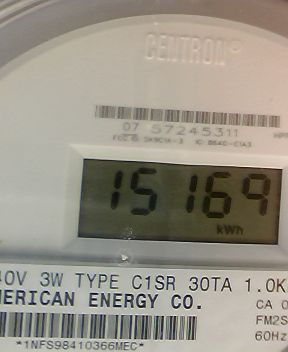 CENTRON®
07 57245311
15169
kWh
40V 3W TYPE C1SR 30TA 1.0K
MERICAN ENERGY CO.
CA 0
FM2S
60Hz
*1NFS98410366MEC*